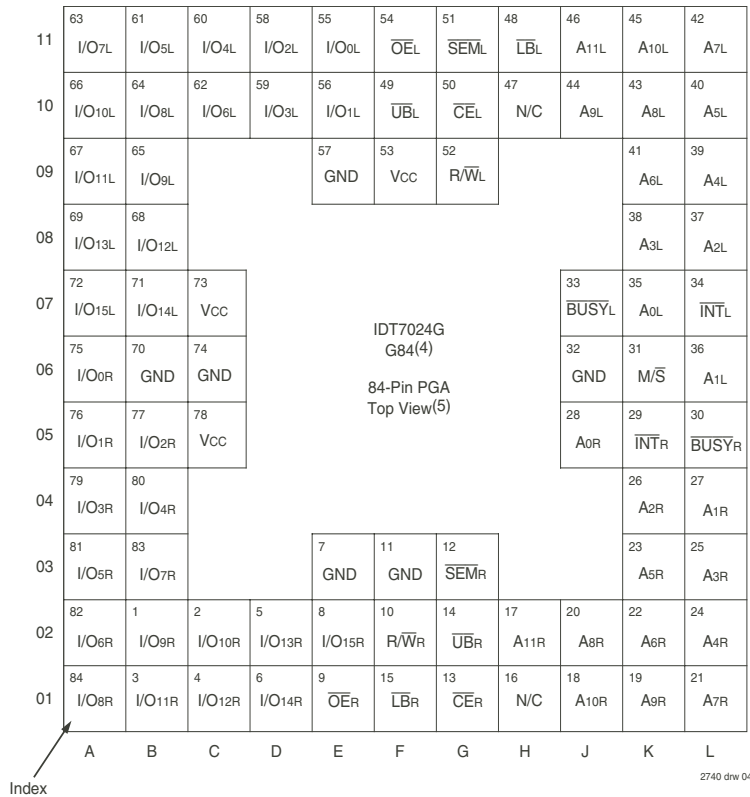 63 61 60 58 55 54 51 48 46 45 42
11 I/O7L I/O5L I/O4L I/O2L I/O0L OEL SEML LBL A11L A10L A7L
66 64 62 59 56 49 50 47 44 43 40
10 I/O10L I/O8L I/O6L I/O3L I/O1L UBL CEL N/C A9L A8L A5L
67 65 57 53 52 41 39
09 I/O11L I/O9L GND VCC R/WL A6L A4L
69 68 38 37
08 I/O13L I/O12L A3L A2L
72 71 73 33 35 34
07 I/O15L I/O14L VCC BUSYL A0L INTL
IDT7024G
G84(4)
75 70 74 32 31 36
06 I/O0R GND GND GND M/S A1L
84-Pin PGA
Top View(5)
76 77 78 28 29 30
05 I/O1R I/O2R VCC A0R INTR BUSYR
79 80 26 27
04 I/O3R I/O4R A2R A1R
81 83 7 11 12 23 25
03 I/O5R I/O7R GND GND SEMR A5R A3R
82 1 2 5 8 10 14 17 20 22 24
02 I/O6R I/O9R I/O10R I/O13R I/O15R R/WR UBR A11R A8R A6R A4R
84 3 4 6 9 15 13 16 18 19 21
01 I/O8R I/O11R I/O12R I/O14R OER LBR CER N/C A10R A9R A7R
A B C D E F G H J K L
2740 drw 04
Index